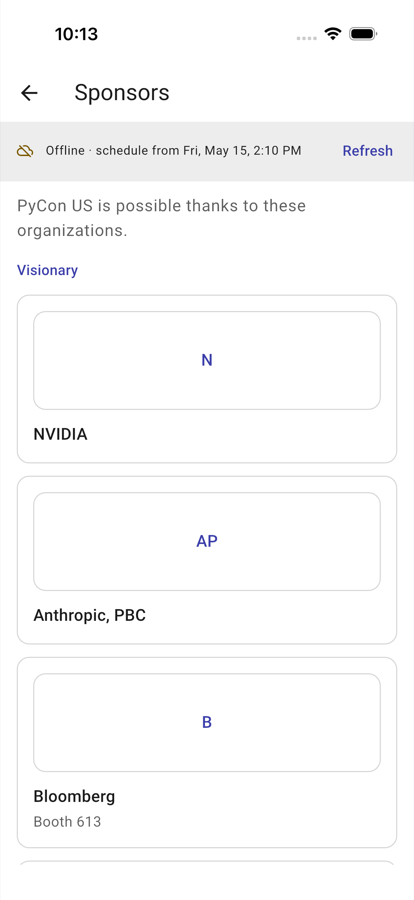 10:13
Sponsors
Offline · schedule from Fri, May 15, 2:10 PM Refresh
PyCon US is possible thanks to these
organizations.
Visionary
N
NVIDIA
AP
Anthropic, PBC
B
Bloomberg
Booth 613